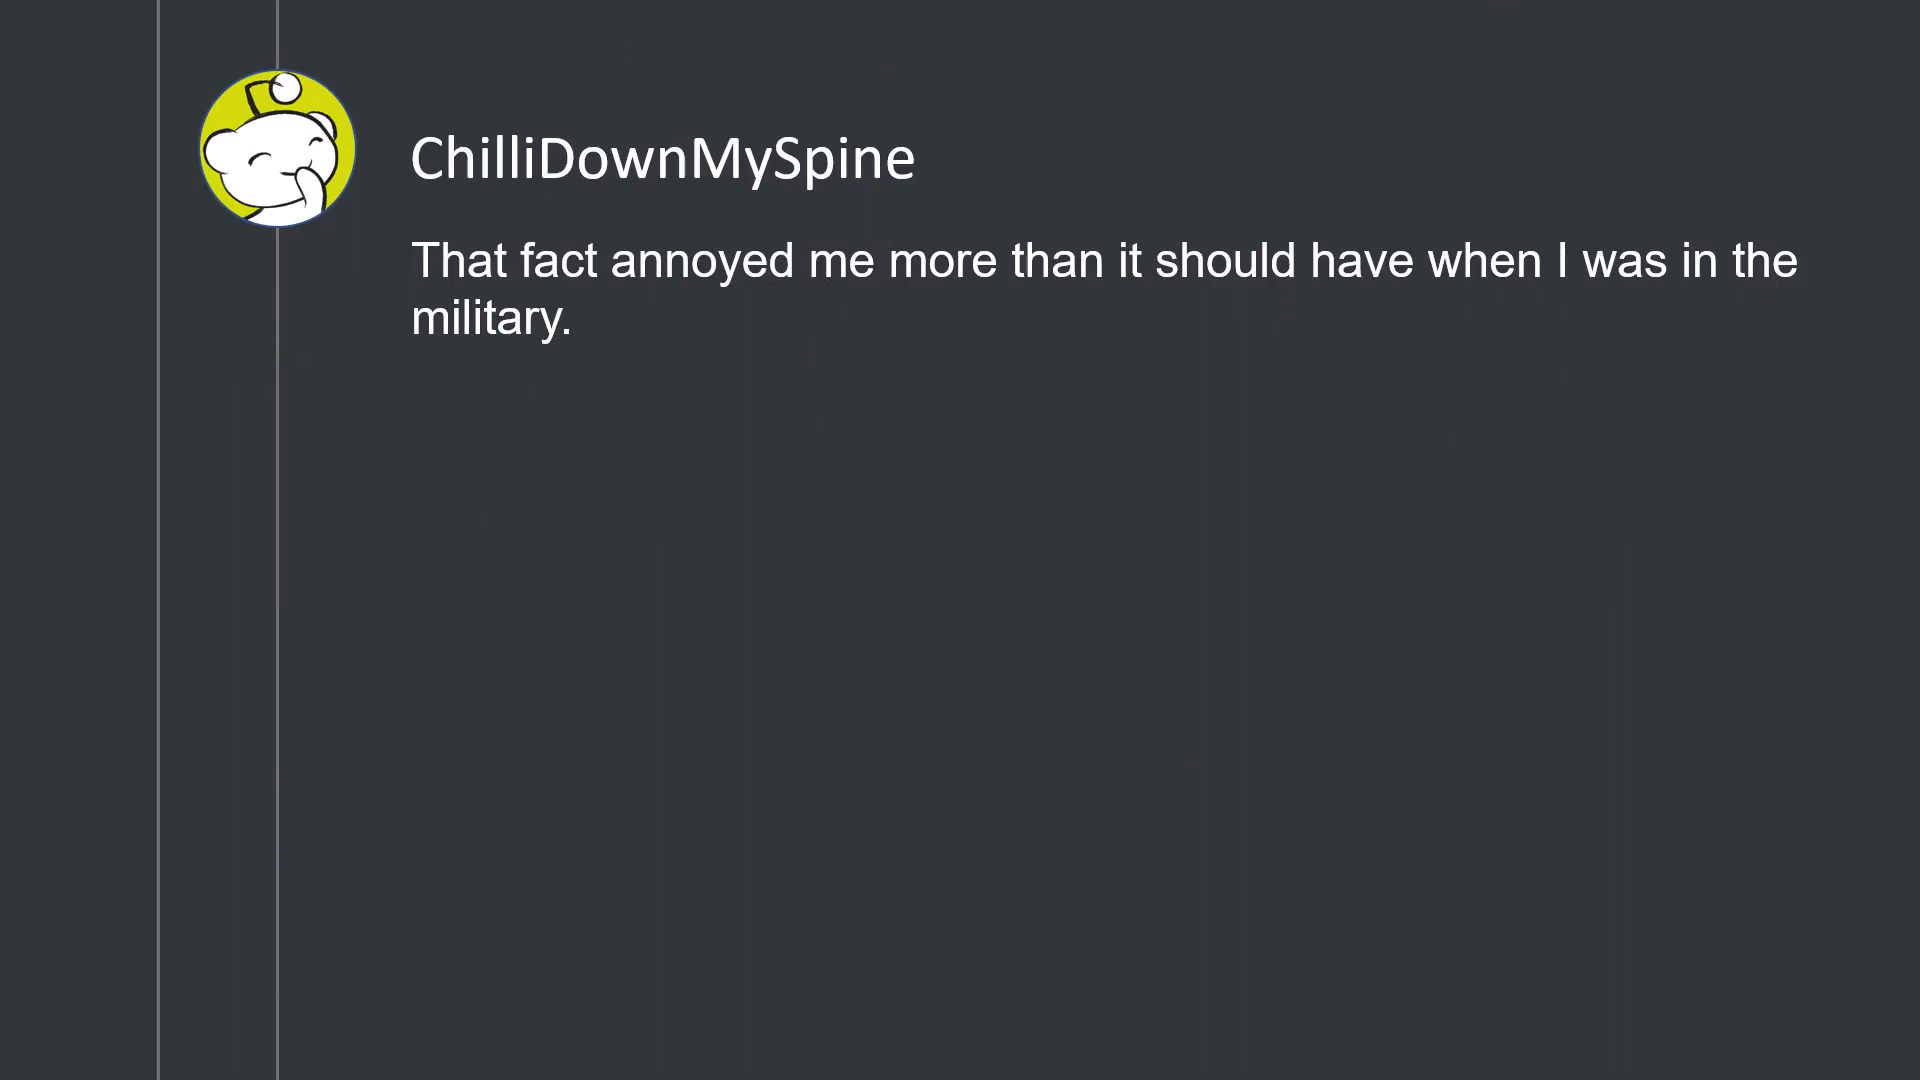 ChilliDownMySpine
That fact annoyed me more than it should have when I was in the
military.